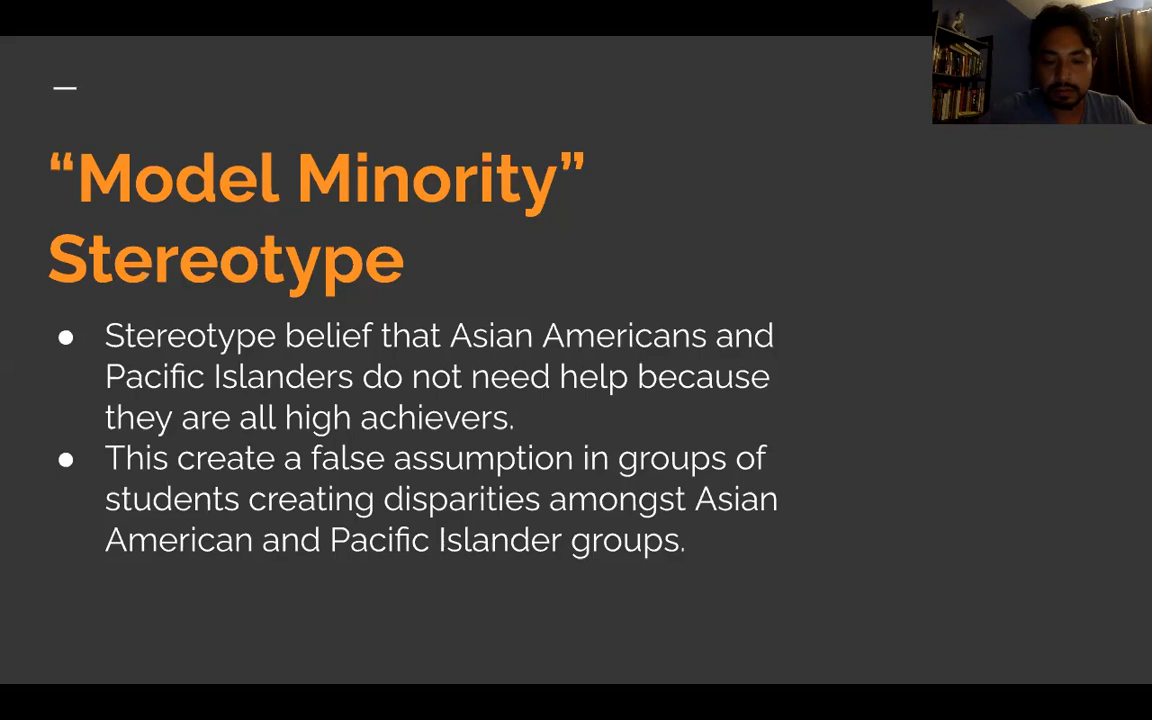 “Model Minority”
Stereotype
● Stereotype belief that Asian Americans and
Pacific Islanders do not need help because
they are all high achievers.
● This create a false assumption in groups of
students creating disparities amongst Asian
American and Pacific Islander groups.